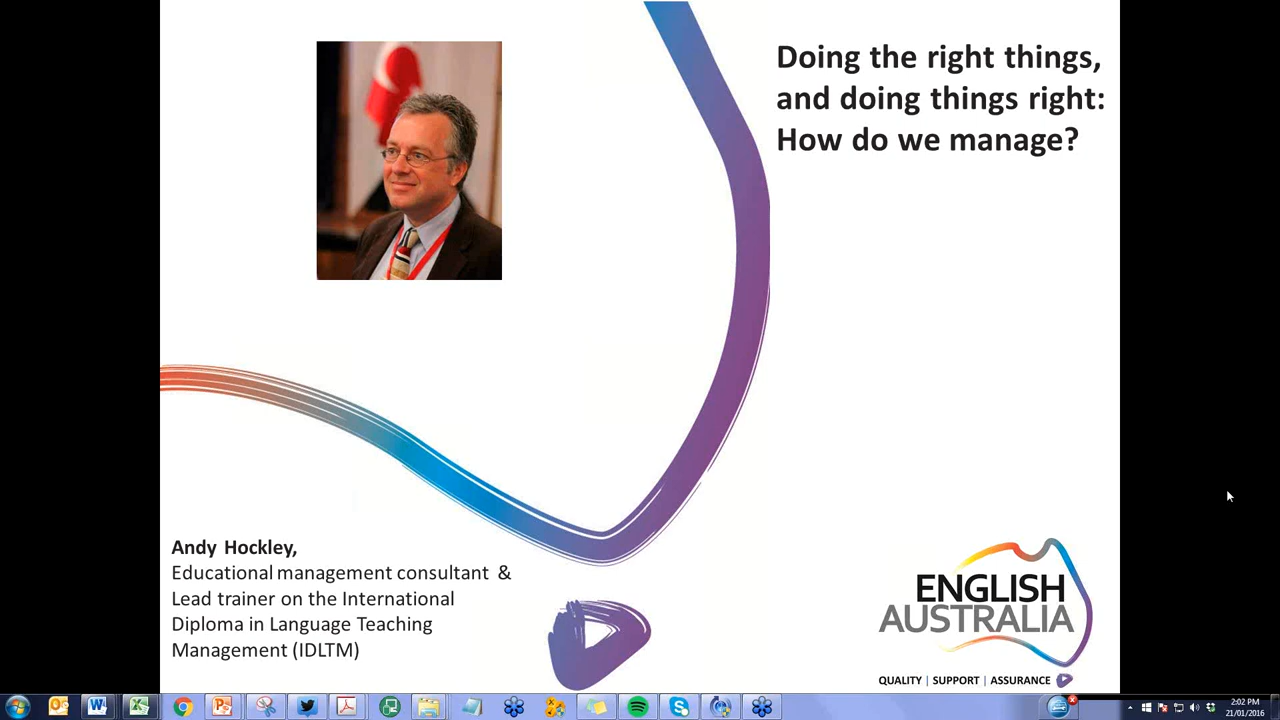 Doing the right things,
and doing things right:
How do we manage?
Andy Hockley,
Educational management consultant &
Lead trainer on the International
Diploma in Language Teaching
Management (IDLTM)
ENGLISH
AUSTRALIA
QUALITY | SUPPORT | ASSURANCE
2:02 PM
21/01/2016